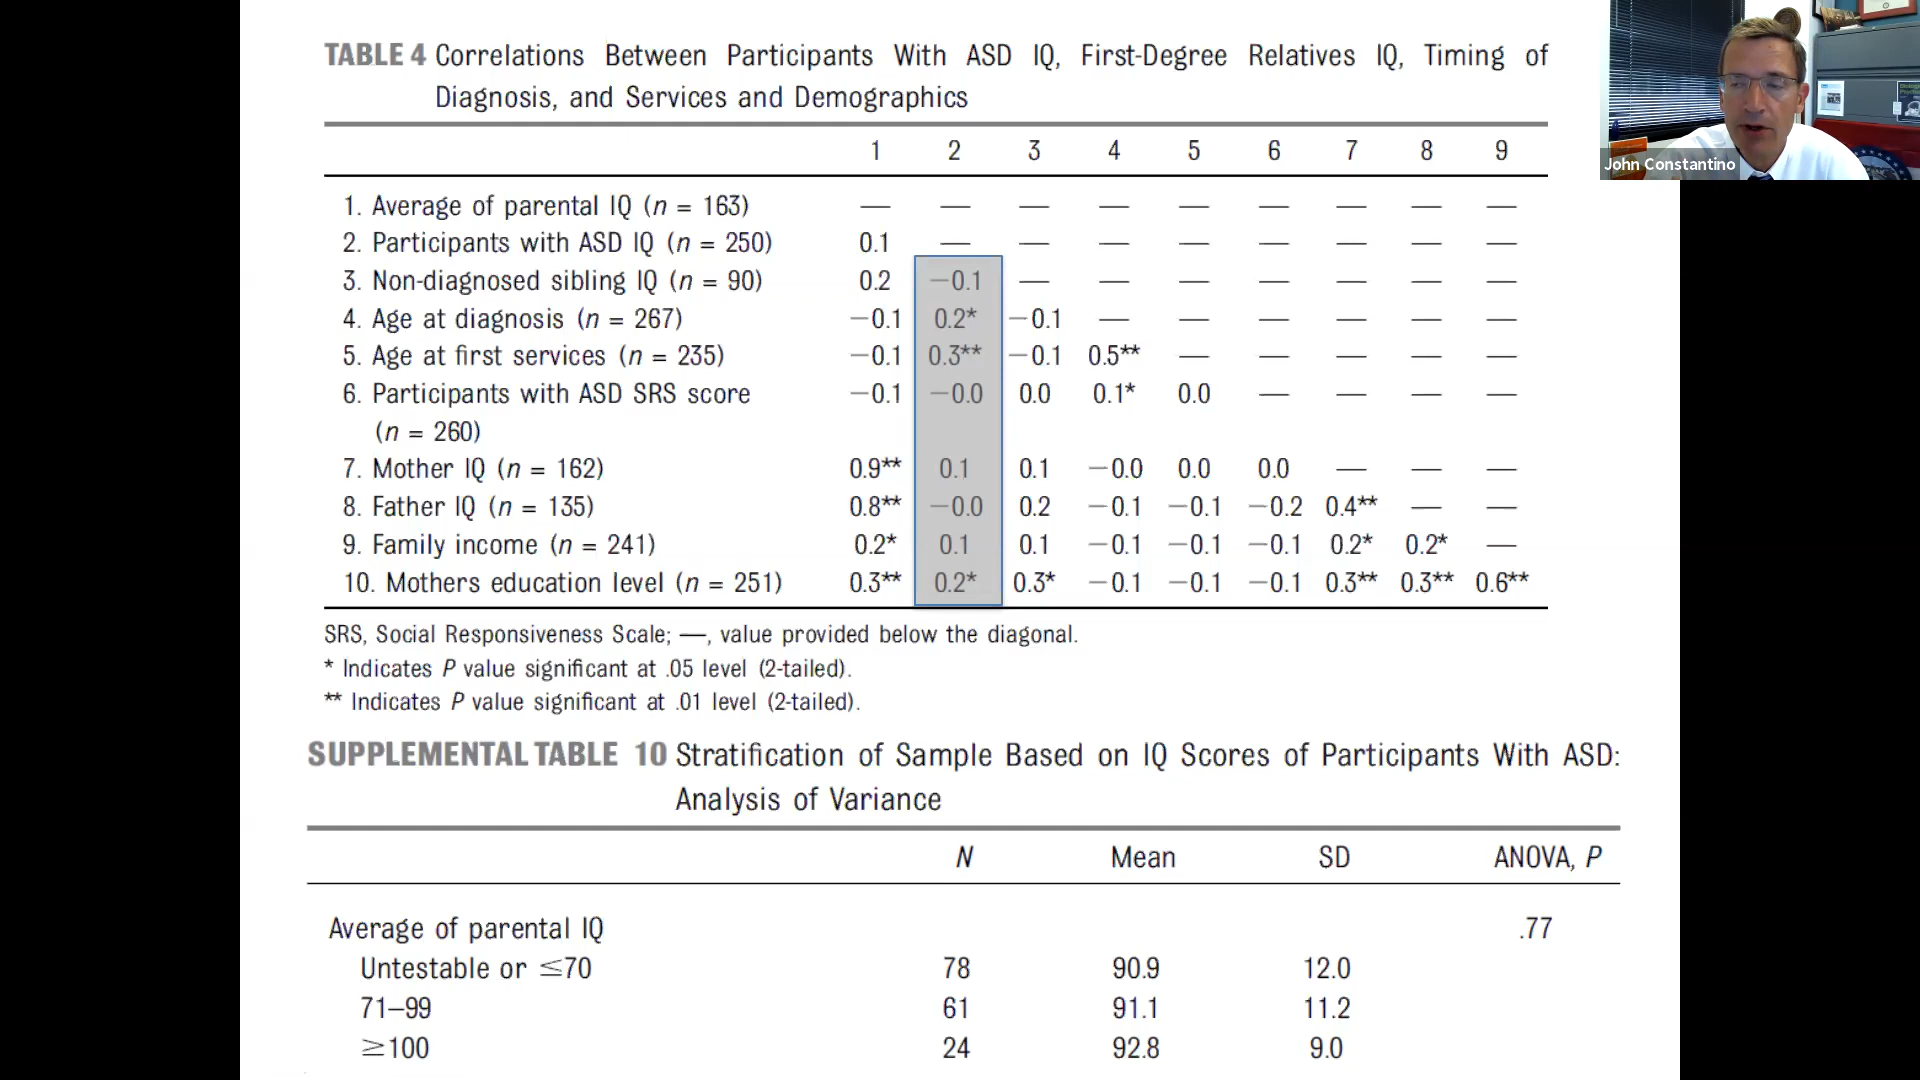 TABLE 4 Correlations Between Participants With ASD IQ, First-Degree Relatives IQ, Timing of
Diagnosis, and Services and Demographics
1 2 3 4 5 6 7 8 9
1. Average of parental IQ (n = 163) — — — — — — — — —
2. Participants with ASD IQ (n = 250) 0.1 — — — — — — — —
3. Non-diagnosed sibling IQ (n = 90) 0.2 −0.1 — — — — — — —
4. Age at diagnosis (n = 267) −0.1 0.2* −0.1 — — — — — —
5. Age at first services (n = 235) −0.1 0.3** −0.1 0.5** — — — — —
6. Participants with ASD SRS score −0.1 −0.0 0.0 0.1* 0.0 — — — —
(n = 260)
7. Mother IQ (n = 162) 0.9** 0.1 0.1 −0.0 0.0 0.0 — — —
8. Father IQ (n = 135) 0.8** −0.0 0.2 −0.1 −0.1 −0.2 0.4** — —
9. Family income (n = 241) 0.2* 0.1 0.1 −0.1 −0.1 −0.1 0.2* 0.2* —
10. Mothers education level (n = 251) 0.3** 0.2* 0.3* −0.1 −0.1 −0.1 0.3** 0.3** 0.6**
SRS, Social Responsiveness Scale; —, value provided below the diagonal.
* Indicates P value significant at .05 level (2-tailed).
** Indicates P value significant at .01 level (2-tailed).
SUPPLEMENTAL TABLE 10 Stratification of Sample Based on IQ Scores of Participants With ASD:
Analysis of Variance
N Mean SD ANOVA, P
Average of parental IQ .77
Untestable or ≤70 78 90.9 12.0
71–99 61 91.1 11.2
≥100 24 92.8 9.0
John Constantino